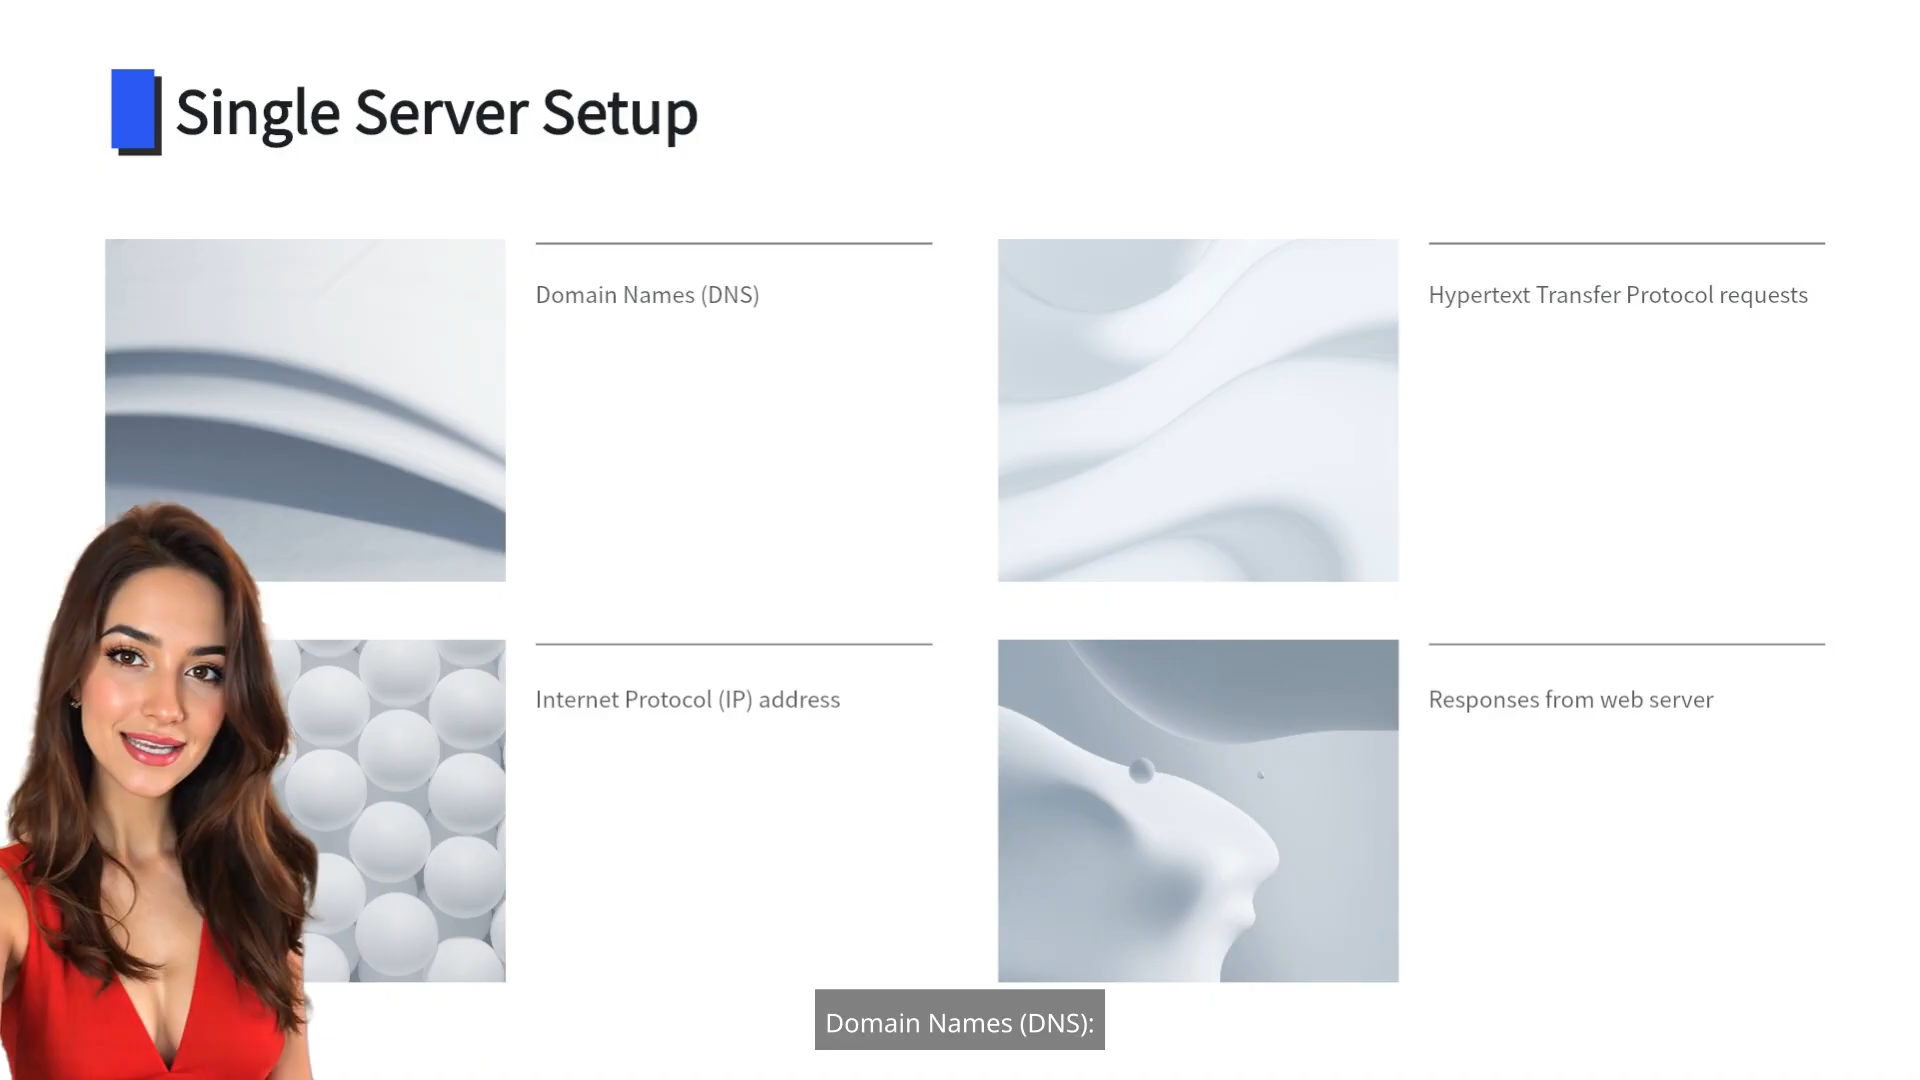 Single Server Setup
Domain Names (DNS)
Hypertext Transfer Protocol requests
Internet Protocol (IP) address
Responses from web server
Domain Names (DNS):